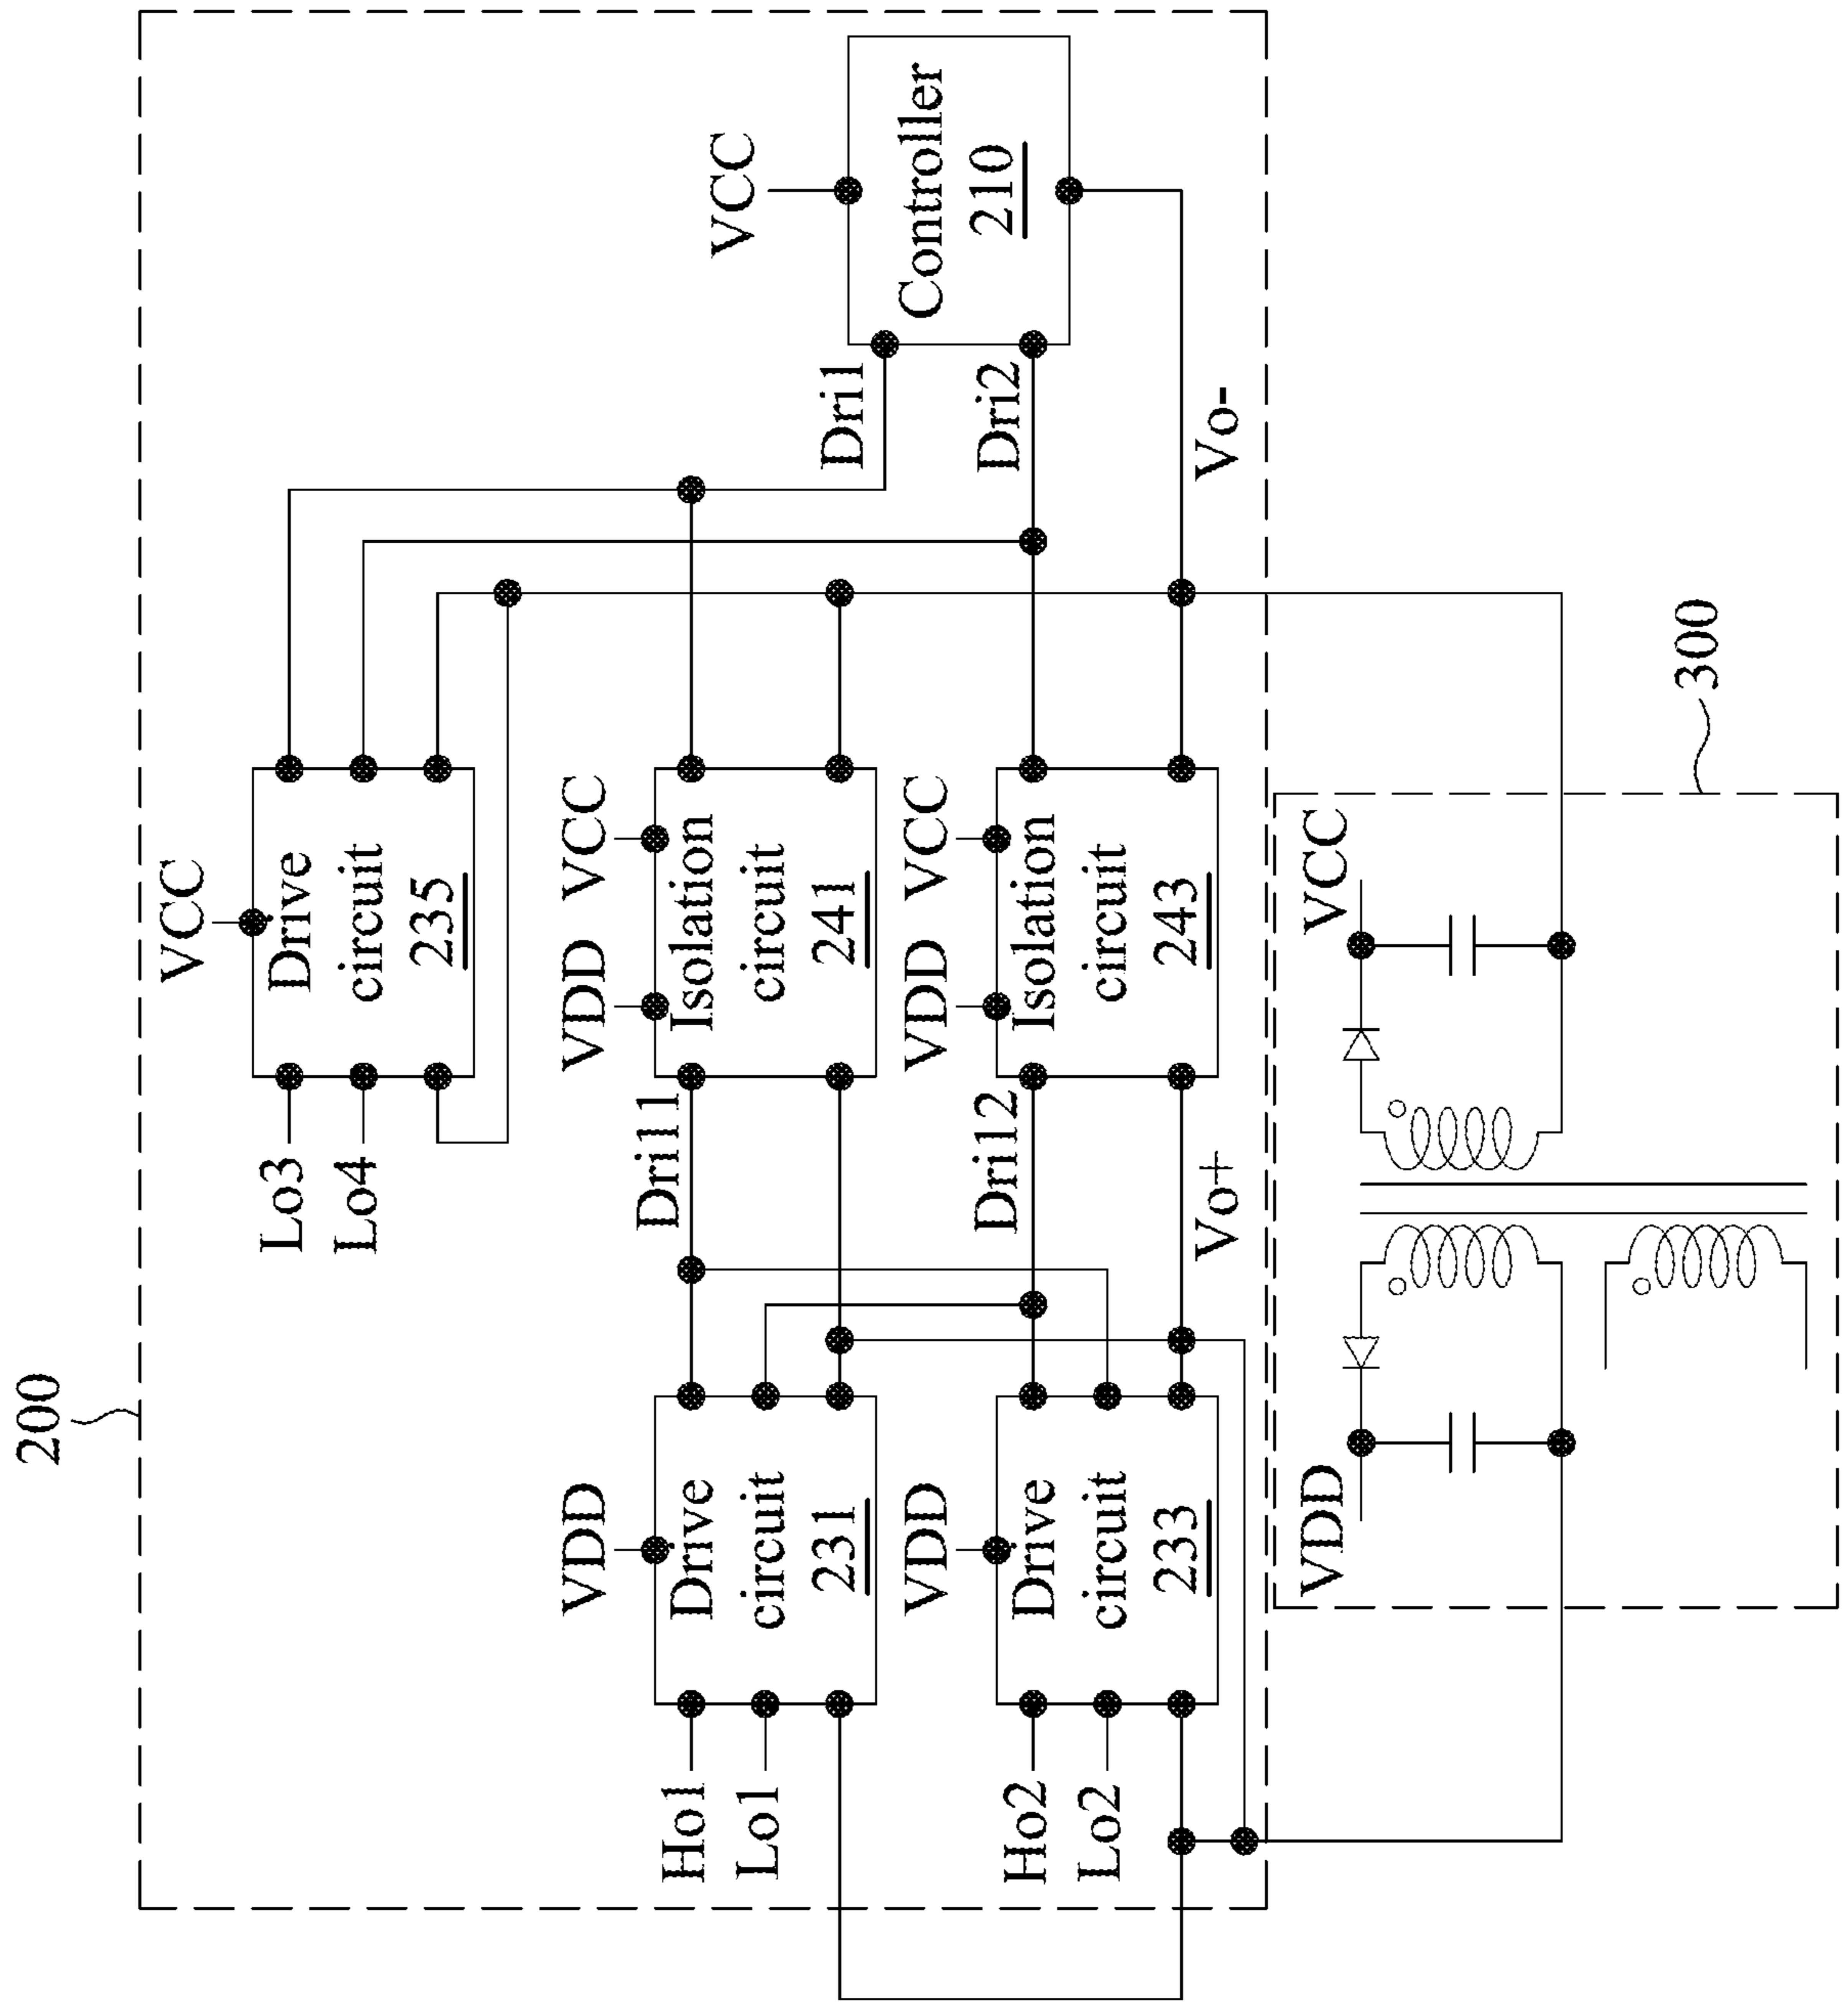 200
VCC
Drive
circuit
235
Lo3
Lo4
VCC
Controller
210
Dri1
Dri2
Vo-
VDD VCC
Isolation
circuit
241
Dri11
VDD VCC
Isolation
circuit
243
Dri12
Vo+
VDD
Drive
circuit
231
Ho1
Lo1
VDD
Drive
circuit
233
Ho2
Lo2
300
VDD
VCC